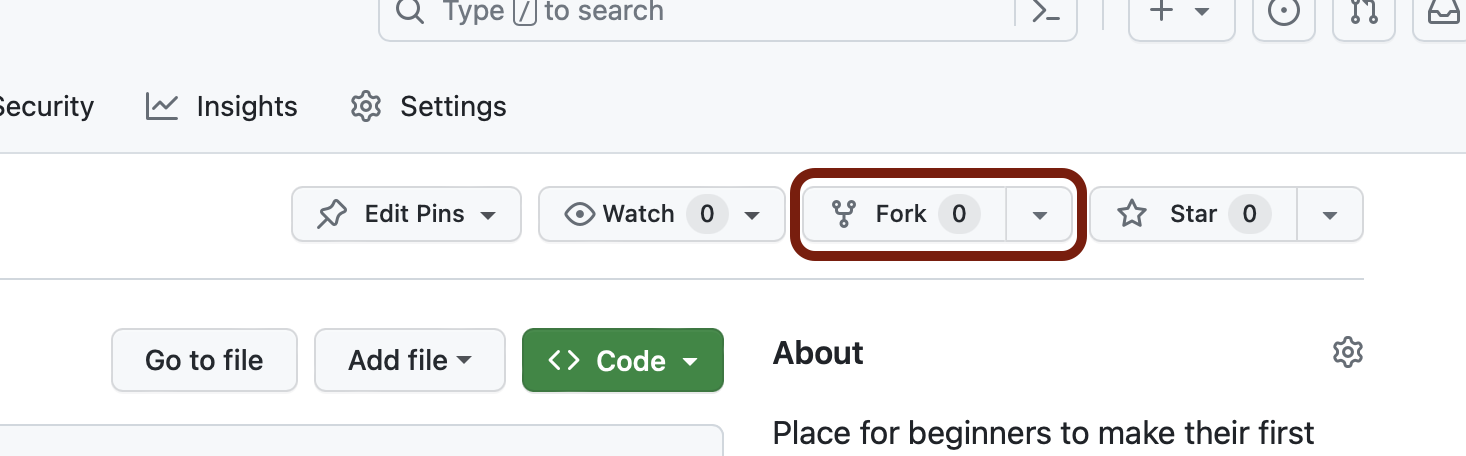 Type / to search
Security Insights Settings
Edit Pins Watch 0 Fork 0 Star 0
Go to file Add file Code About
Place for beginners to make their first